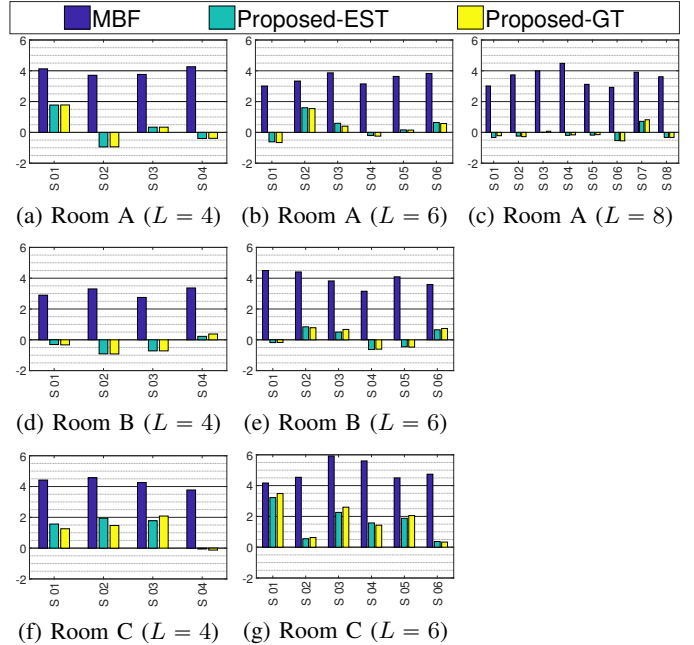 MBF Proposed-EST Proposed-GT
6
4
2
0
-2
S 01
S 02
S 03
S 04
(a) Room A (L = 4)
6
4
2
0
-2
S 01
S 02
S 03
S 04
S 05
S 06
(b) Room A (L = 6)
6
4
2
0
-2
S 01
S 02
S 03
S 04
S 05
S 06
S 07
S 08
(c) Room A (L = 8)
6
4
2
0
-2
S 01
S 02
S 03
S 04
(d) Room B (L = 4)
6
4
2
0
-2
S 01
S 02
S 03
S 04
S 05
S 06
(e) Room B (L = 6)
6
4
2
0
-2
S 01
S 02
S 03
S 04
(f) Room C (L = 4)
6
4
2
0
-2
S 01
S 02
S 03
S 04
S 05
S 06
(g) Room C (L = 6)